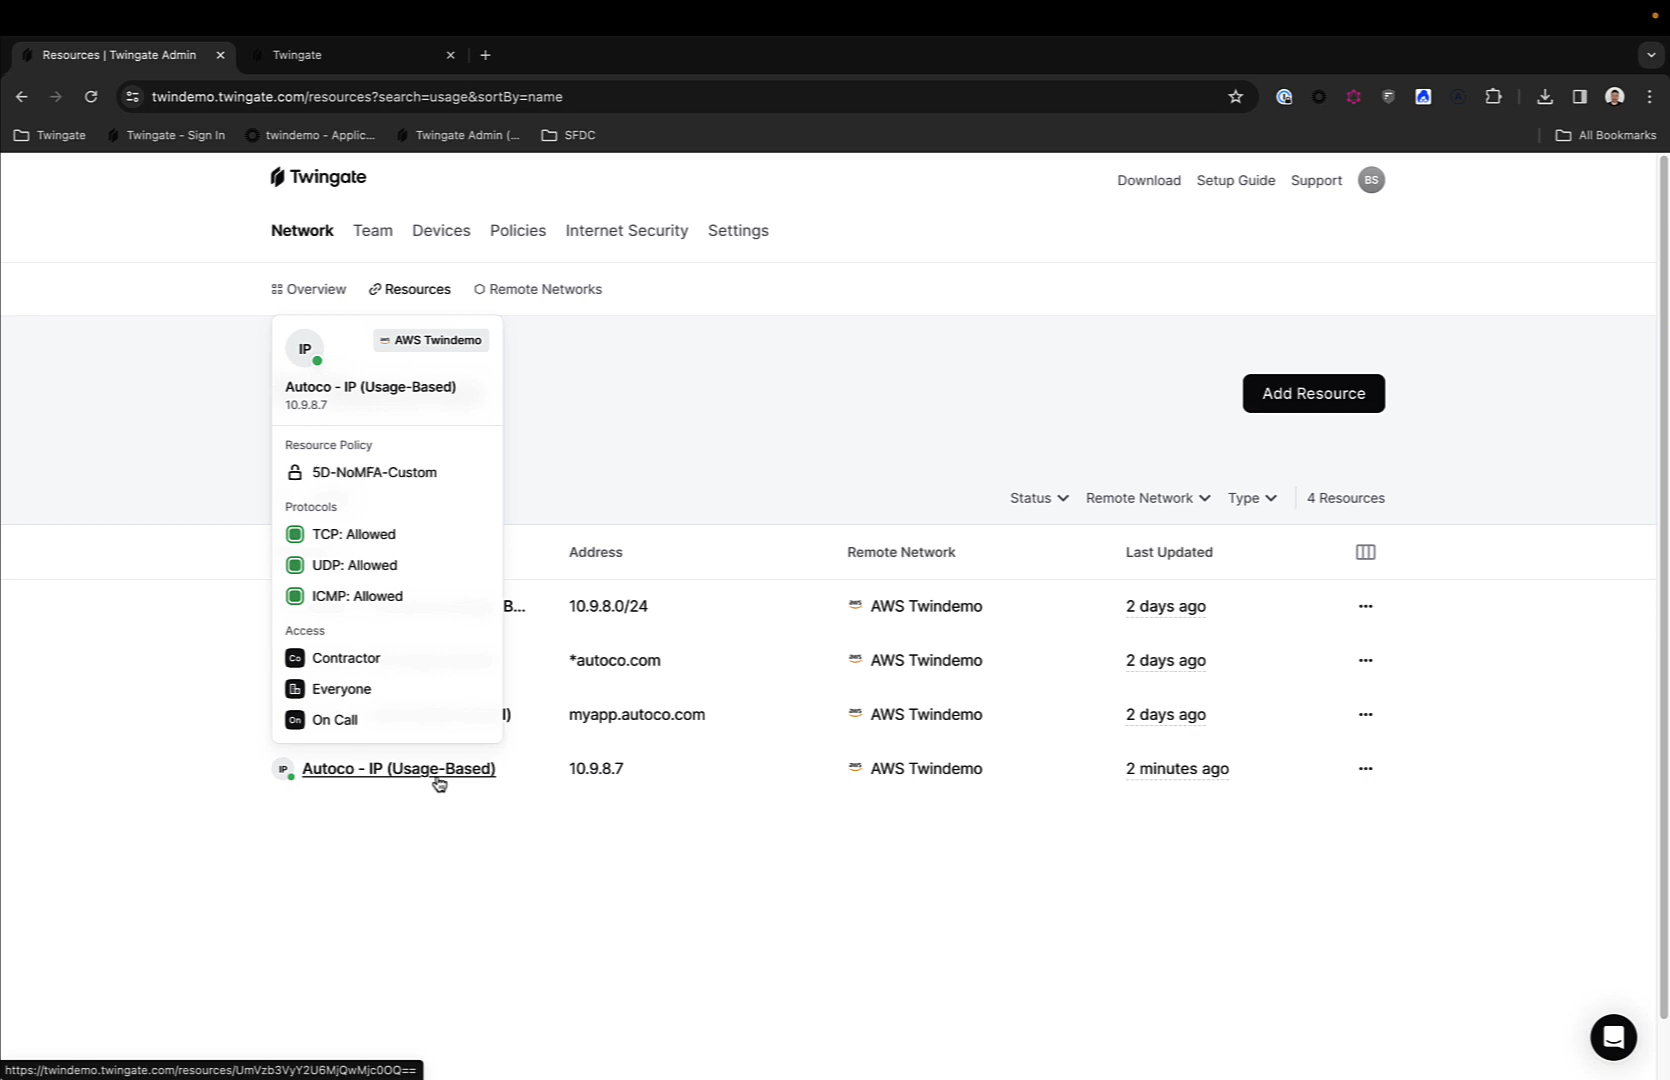 Resources | Twingate Admin
Twingate
twindemo.twingate.com/resources?search=usage&sortBy=name
Twingate
Twingate - Sign In
twindemo - Applic...
Twingate Admin (...
SFDC
All Bookmarks
Twingate
Download
Setup Guide
Support
BS
Network
Team
Devices
Policies
Internet Security
Settings
Overview
Resources
Remote Networks
IP
AWS Twindemo
Autoco - IP (Usage-Based)
10.9.8.7
Resource Policy
5D-NoMFA-Custom
Protocols
TCP: Allowed
UDP: Allowed
ICMP: Allowed
Access
Co Contractor
Everyone
On On Call
Add Resource
Status
Remote Network
Type
4 Resources
Address
Remote Network
Last Updated
B...
10.9.8.0/24
aws AWS Twindemo
2 days ago
*autoco.com
aws AWS Twindemo
2 days ago
l)
myapp.autoco.com
aws AWS Twindemo
2 days ago
IP Autoco - IP (Usage-Based)
10.9.8.7
aws AWS Twindemo
2 minutes ago
https://twindemo.twingate.com/resources/UmVzb3VyY2U6MjQwMjc0OQ==